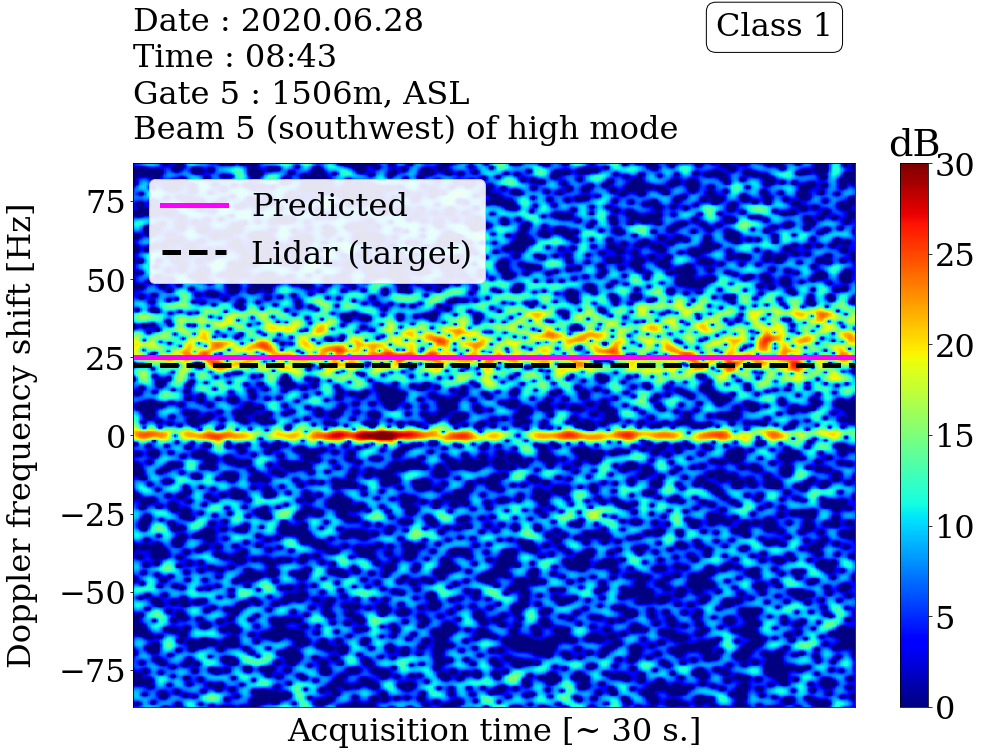 Date : 2020.06.28
Time : 08:43
Gate 5 : 1506m, ASL
Beam 5 (southwest) of high mode
Class 1
dB
Predicted
Lidar (target)
Doppler frequency shift [Hz]
75
50
25
0
−25
−50
−75
30
25
20
15
10
5
0
Acquisition time [~ 30 s.]